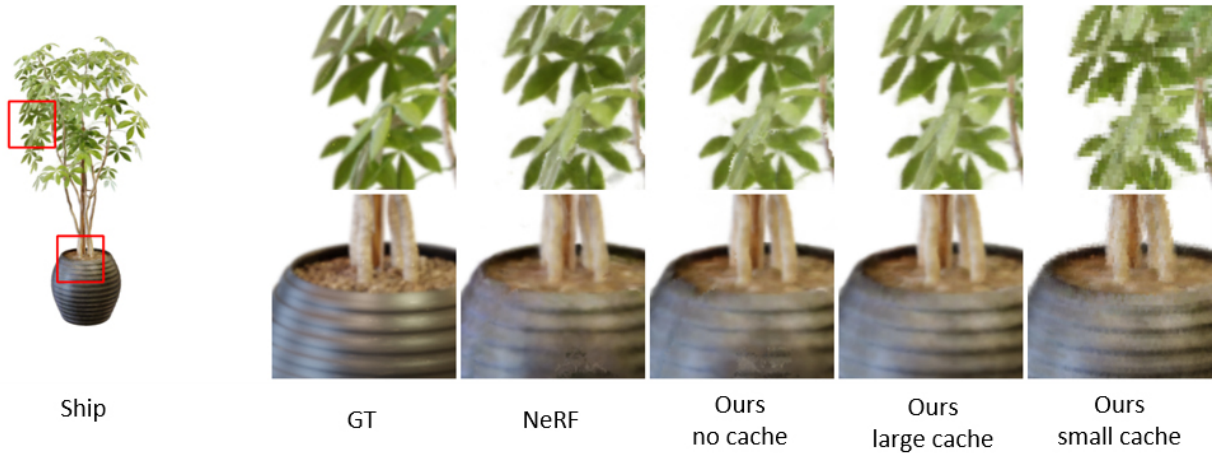 Ship
GT
NeRF
Ours
no cache
Ours
large cache
Ours
small cache